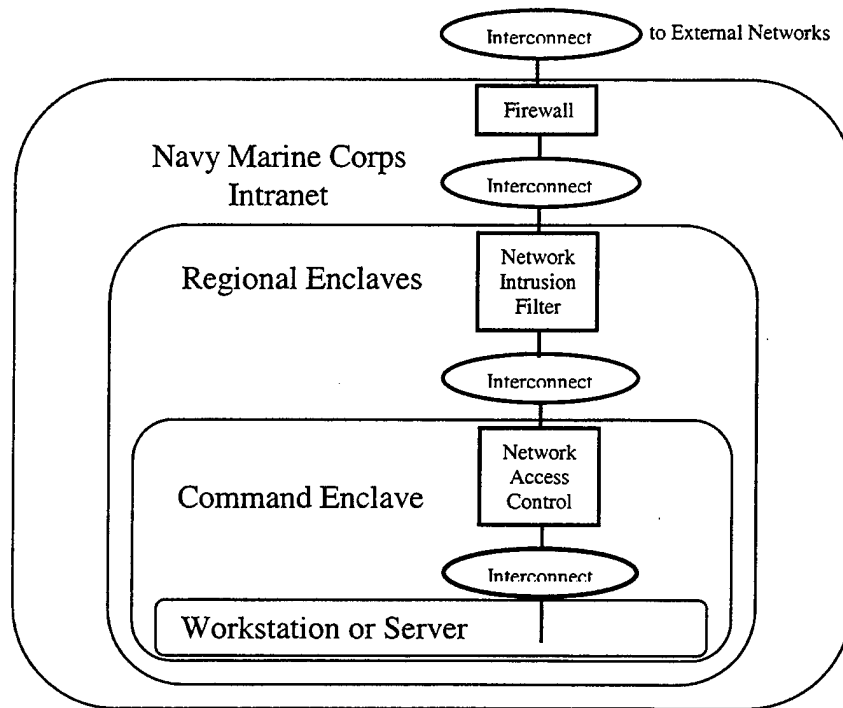 Interconnect to External Networks
Firewall
Navy Marine Corps
Intranet
Interconnect
Regional Enclaves
Network
Intrusion
Filter
Interconnect
Command Enclave
Network
Access
Control
Interconnect
Workstation or Server